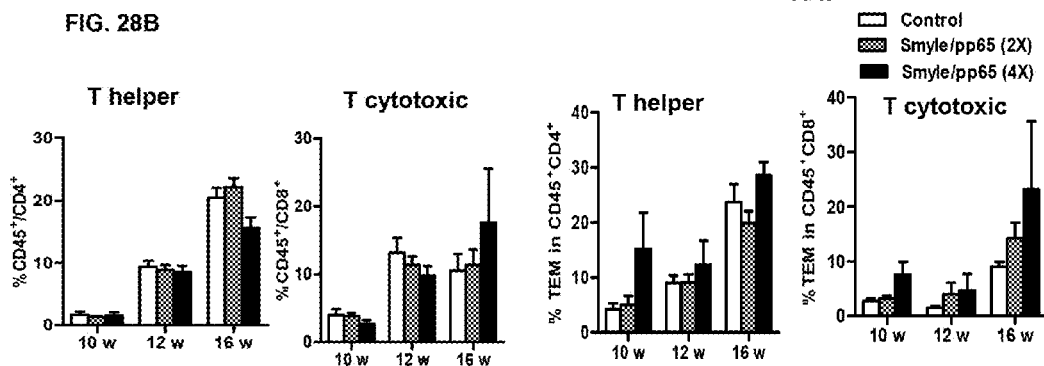 FIG. 28B
Control
Smyle/pp65 (2X)
Smyle/pp65 (4X)
T helper
%CD45+/CD4+
30
20
10
0
10 w 12 w 16 w
T cytotoxic
%CD45+/CD8+
30
20
10
0
10 w 12 w 16 w
T helper
% TEM in CD45+CD4+
40
30
20
10
0
10 w 12 w 16 w
T cytotoxic
% TEM in CD45+CD8+
40
30
20
10
0
10 w 12 w 16 w